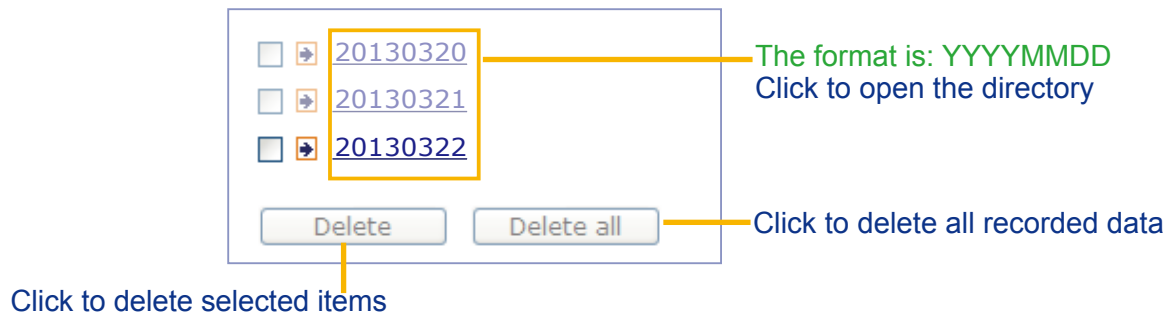 20130320
The format is: YYYYMMDD
Click to open the directory
20130321
20130322
Delete
Delete all
Click to delete all recorded data
Click to delete selected items